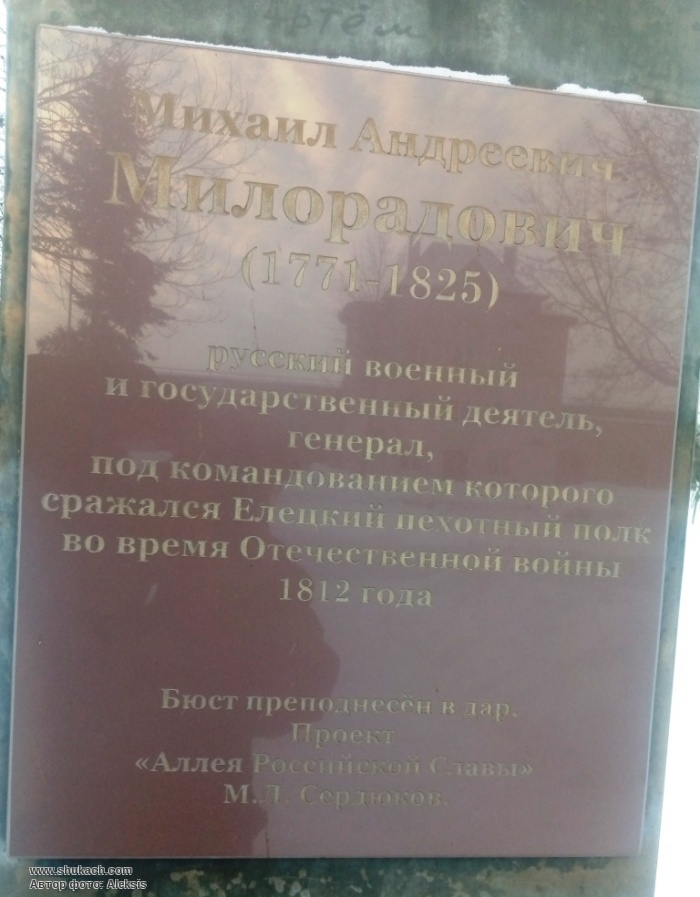 Артём
Михаил Андреевич
Милорадович
(1771-1825)
русский военный
и государственный деятель,
генерал,
под командованием которого
сражался Елецкий пехотный полк
во время Отечественной войны
1812 года
Бюст преподнесён в дар.
Проект
«Аллея Российской Славы»
М.Л. Сердюков.
www.shukach.com
Автор фото: Aleksis